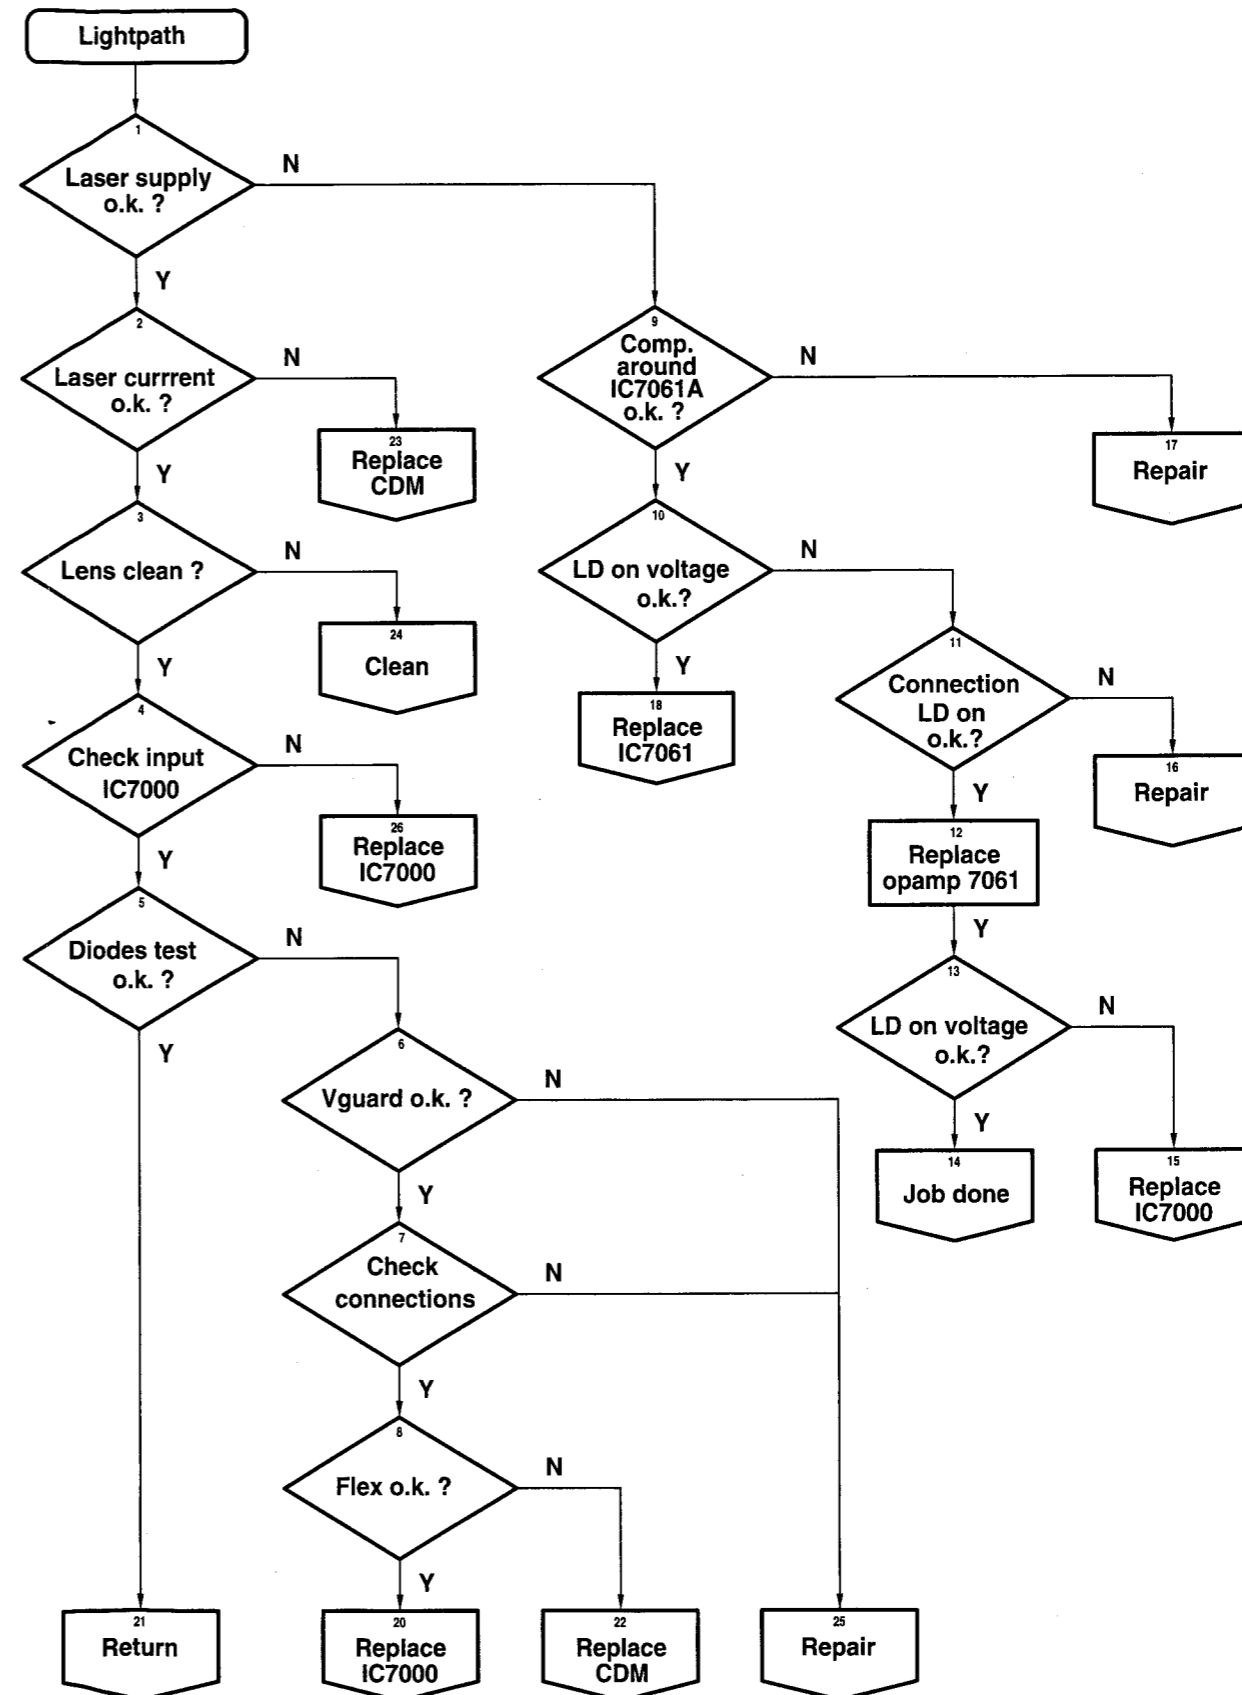 Lightpath
1
Laser supply
o.k. ?
N
Y
2
Laser currrent
o.k. ?
N
Y
23
Replace
CDM
3
Lens clean ?
N
Y
24
Clean
4
Check input
IC7000
N
Y
26
Replace
IC7000
5
Diodes test
o.k. ?
N
Y
6
Vguard o.k. ?
N
Y
7
Check
connections
N
Y
8
Flex o.k. ?
N
Y
9
Comp.
around
IC7061A
o.k. ?
N
Y
17
Repair
10
LD on voltage
o.k.?
N
Y
18
Replace
IC7061
11
Connection
LD on
o.k.?
N
Y
16
Repair
12
Replace
opamp 7061
Y
13
LD on voltage
o.k.?
N
Y
14
Job done
15
Replace
IC7000
21
Return
20
Replace
IC7000
22
Replace
CDM
25
Repair